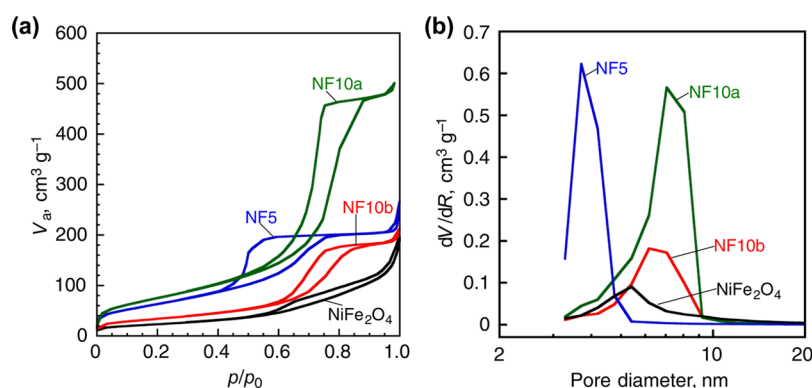 (a)
600
500
400
300
200
100
0
Va, cm³ g⁻¹
NF10a
NF5
NF10b
NiFe₂O₄
0 0.2 0.4 0.6 0.8 1.0
p/p₀
(b)
0.7
0.6
0.5
0.4
0.3
0.2
0.1
0
dV/dR, cm³ g⁻¹
NF5
NF10a
NF10b
NiFe₂O₄
2 10 20
Pore diameter, nm